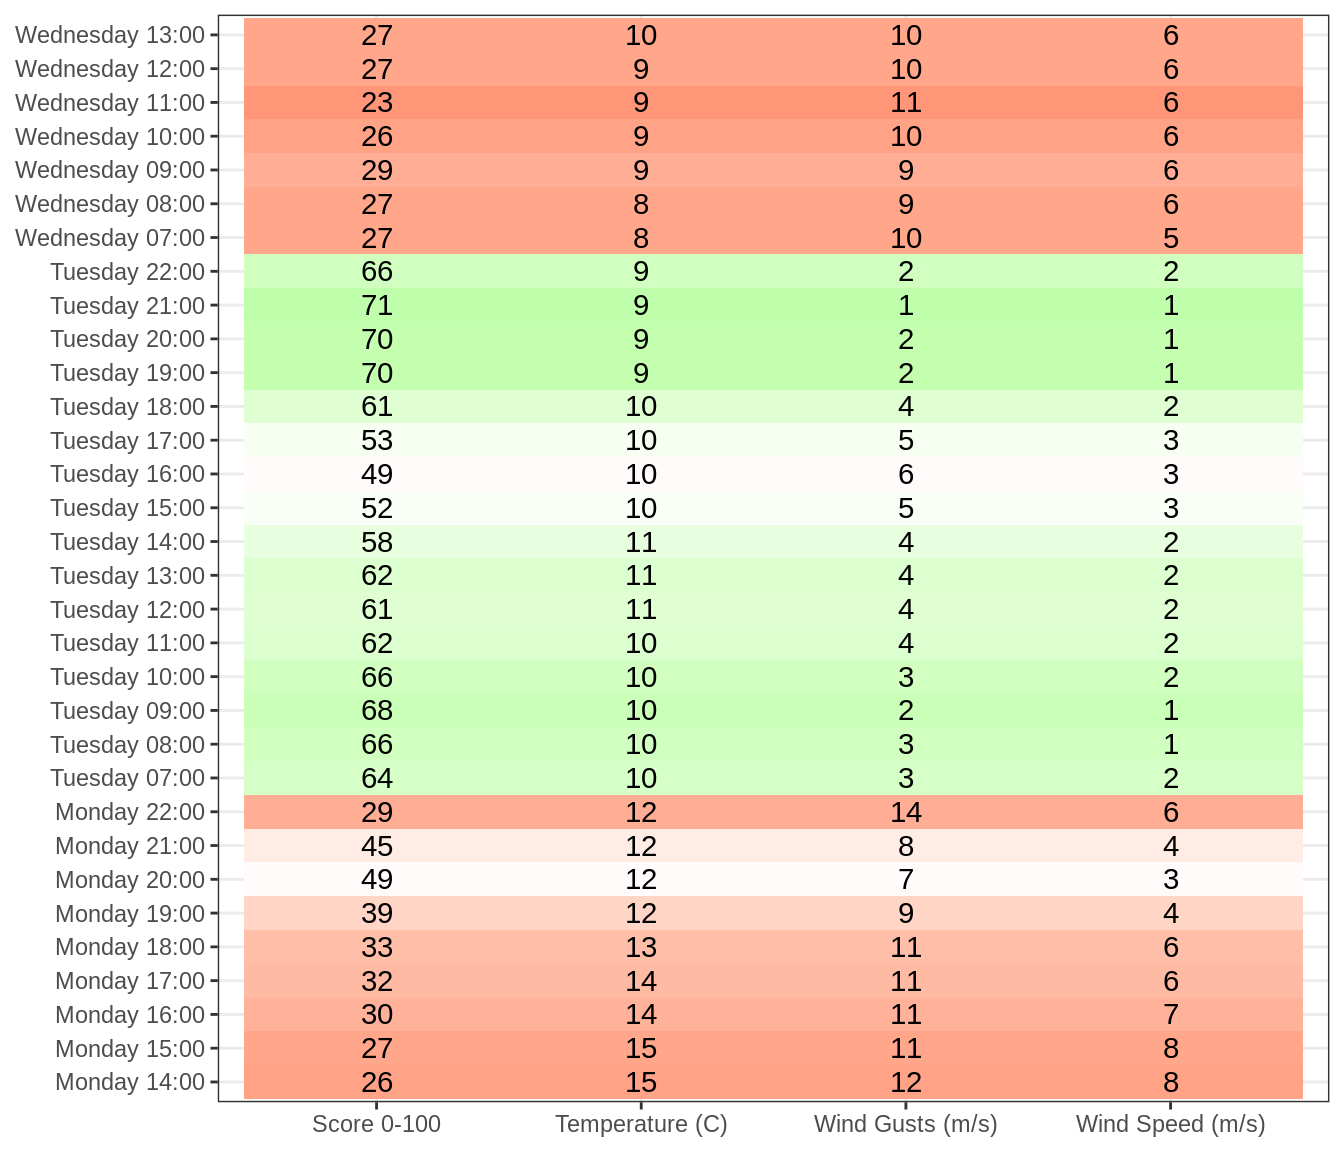 Wednesday 13:00 27 10 10 6
Wednesday 12:00 27 9 10 6
Wednesday 11:00 23 9 11 6
Wednesday 10:00 26 9 10 6
Wednesday 09:00 29 9 9 6
Wednesday 08:00 27 8 9 6
Wednesday 07:00 27 8 10 5
Tuesday 22:00 66 9 2 2
Tuesday 21:00 71 9 1 1
Tuesday 20:00 70 9 2 1
Tuesday 19:00 70 9 2 1
Tuesday 18:00 61 10 4 2
Tuesday 17:00 53 10 5 3
Tuesday 16:00 49 10 6 3
Tuesday 15:00 52 10 5 3
Tuesday 14:00 58 11 4 2
Tuesday 13:00 62 11 4 2
Tuesday 12:00 61 11 4 2
Tuesday 11:00 62 10 4 2
Tuesday 10:00 66 10 3 2
Tuesday 09:00 68 10 2 1
Tuesday 08:00 66 10 3 1
Tuesday 07:00 64 10 3 2
Monday 22:00 29 12 14 6
Monday 21:00 45 12 8 4
Monday 20:00 49 12 7 3
Monday 19:00 39 12 9 4
Monday 18:00 33 13 11 6
Monday 17:00 32 14 11 6
Monday 16:00 30 14 11 7
Monday 15:00 27 15 11 8
Monday 14:00 26 15 12 8
Score 0-100 Temperature (C) Wind Gusts (m/s) Wind Speed (m/s)